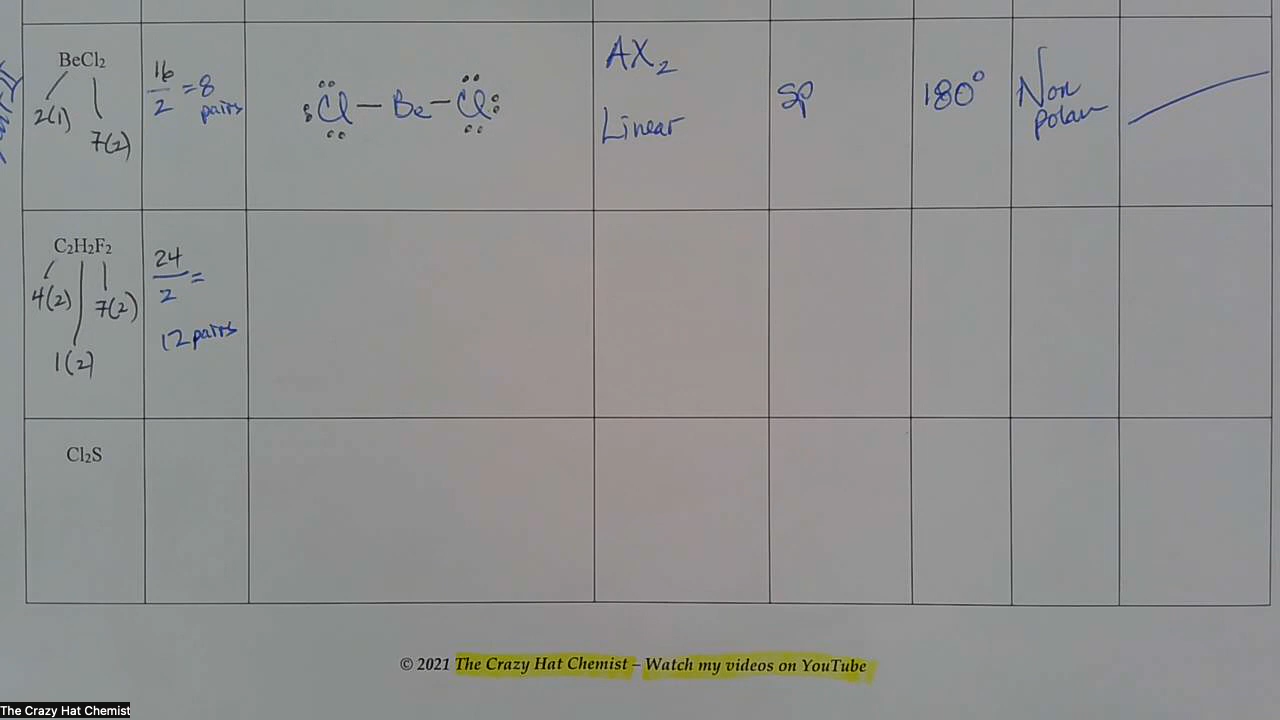 BeCl2
2(1)
7(2)
16
2
=8
pairs
Cl — Be — Cl
AX2
Linear
sp
180°
Non
polar
C2H2F2
4(2)
7(2)
1(2)
24
2
=
12 pairs
Cl2S
© 2021 The Crazy Hat Chemist – Watch my videos on YouTube
The Crazy Hat Chemist